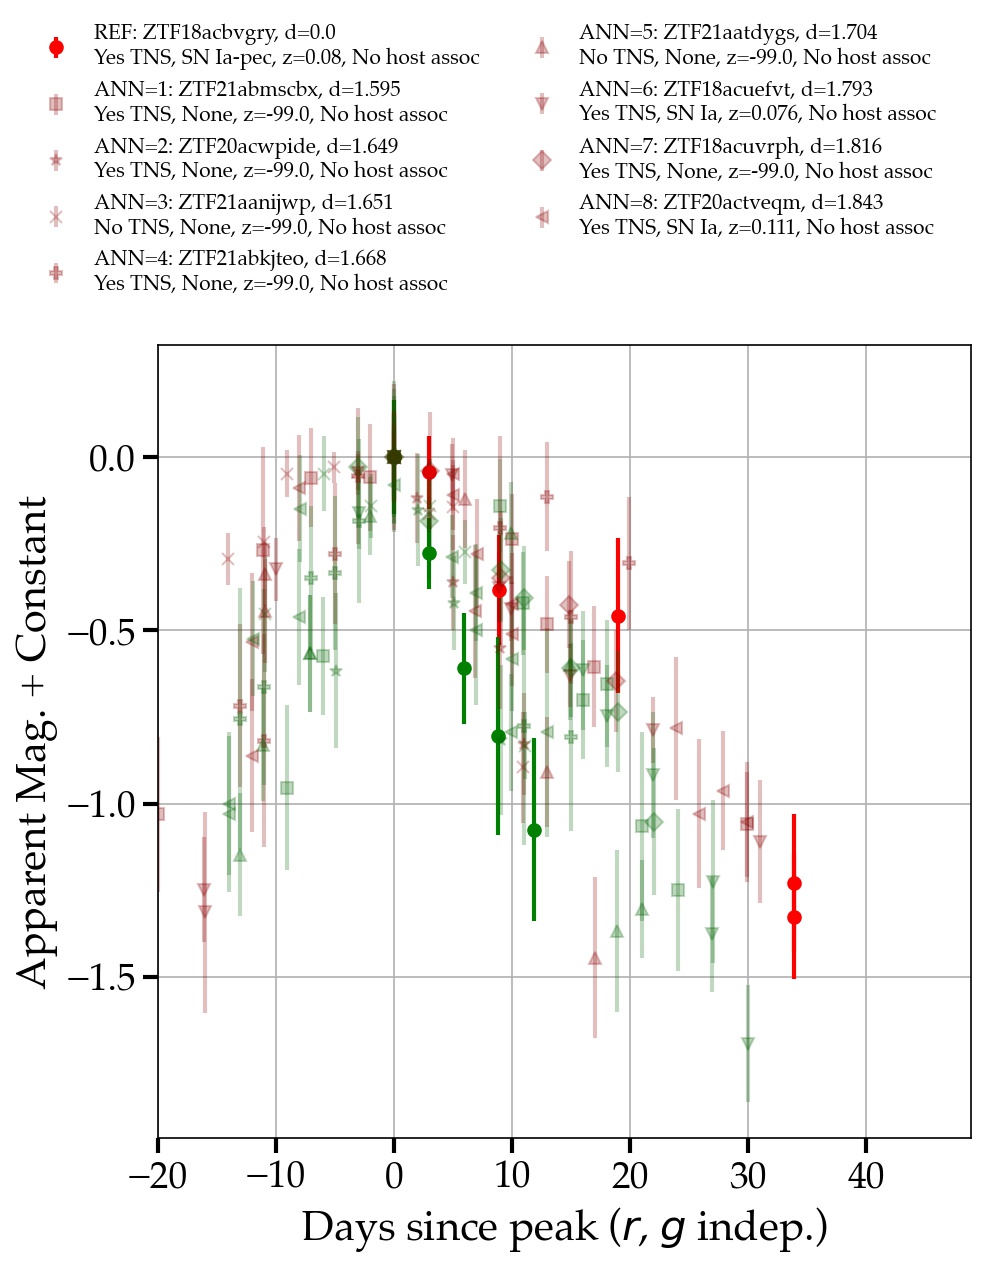 REF: ZTF18acbvgry, d=0.0
Yes TNS, SN Ia-pec, z=0.08, No host assoc
ANN=1: ZTF21abmscbx, d=1.595
Yes TNS, None, z=-99.0, No host assoc
ANN=2: ZTF20acwpide, d=1.649
Yes TNS, None, z=-99.0, No host assoc
ANN=3: ZTF21aanijwp, d=1.651
No TNS, None, z=-99.0, No host assoc
ANN=4: ZTF21abkjteo, d=1.668
Yes TNS, None, z=-99.0, No host assoc
ANN=5: ZTF21aatdygs, d=1.704
No TNS, None, z=-99.0, No host assoc
ANN=6: ZTF18acuefvt, d=1.793
Yes TNS, SN Ia, z=0.076, No host assoc
ANN=7: ZTF18acuvrph, d=1.816
Yes TNS, None, z=-99.0, No host assoc
ANN=8: ZTF20actveqm, d=1.843
Yes TNS, SN Ia, z=0.111, No host assoc
Apparent Mag. + Constant
0.0
−0.5
−1.0
−1.5
−20 −10 0 10 20 30 40
Days since peak (r, g indep.)